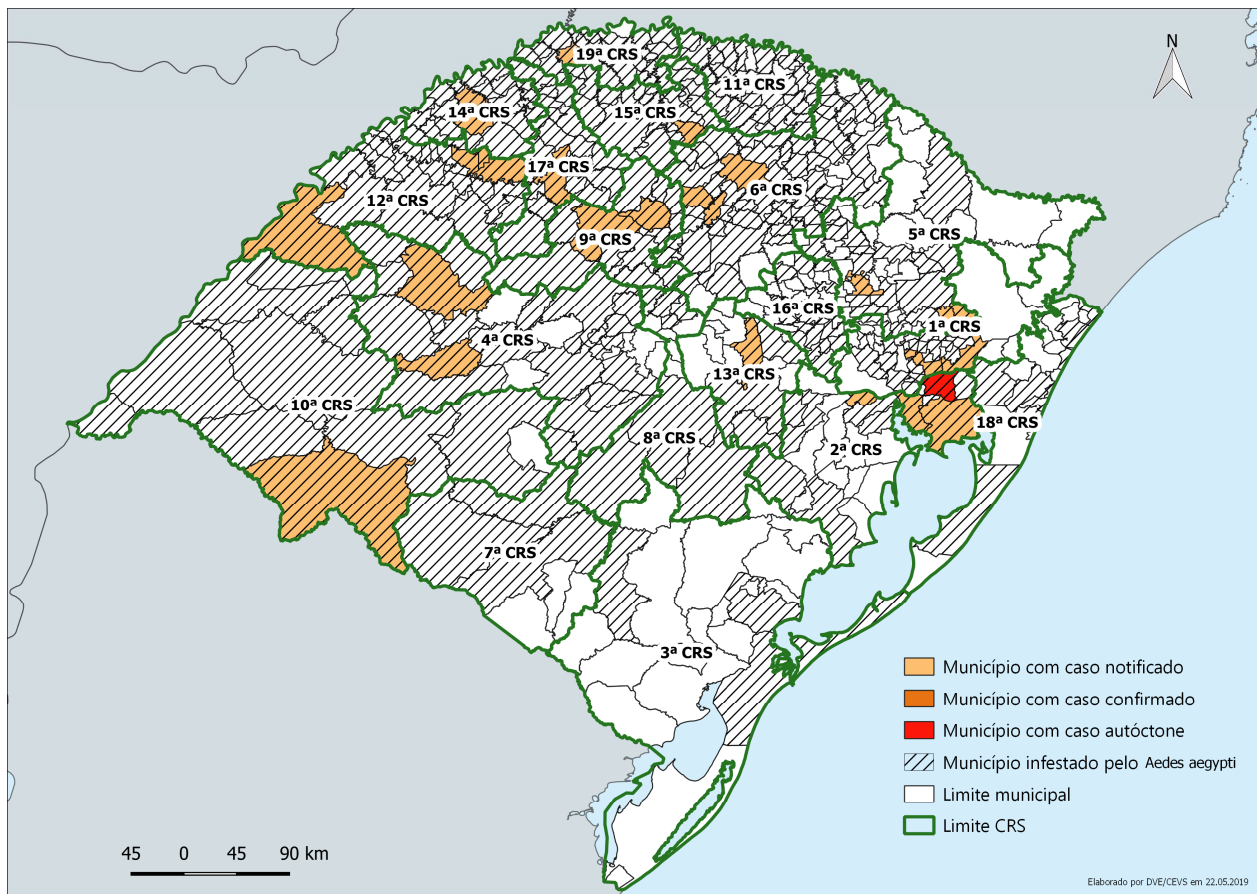 N
19ª CRS
11ª CRS
14ª CRS
15ª CRS
17ª CRS
6ª CRS
12ª CRS
9ª CRS
5ª CRS
16ª CRS
1ª CRS
4ª CRS
13ª CRS
10ª CRS
18ª CRS
8ª CRS
2ª CRS
7ª CRS
3ª CRS
Município com caso notificado
Município com caso confirmado
Município com caso autóctone
Município infestado pelo Aedes aegypti
Limite municipal
Limite CRS
45 0 45 90 km
Elaborado por DVE/CEVS em 22.05.2019